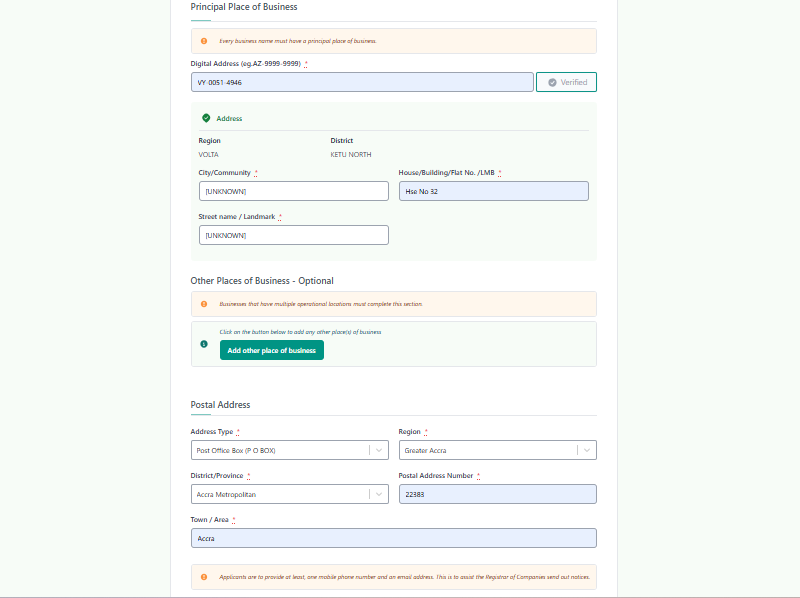 Principal Place of Business
Every business name must have a principal place of business.
Digital Address (eg.AZ-9999-9999) *
VY-0051-4946
Verified
Address
Region
District
VOLTA
KETU NORTH
City/Community *
House/Building/Flat No. /LMB *
[UNKNOWN]
Hse No 32
Street name / Landmark *
[UNKNOWN]
Other Places of Business - Optional
Businesses that have multiple operational locations must complete this section.
Click on the button below to add any other place(s) of business
Add other place of business
Postal Address
Address Type *
Region *
Post Office Box (P O BOX)
Greater Accra
District/Province *
Postal Address Number *
Accra Metropolitan
22383
Town / Area *
Accra
Applicants are to provide at least, one mobile phone number and an email address. This is to assist the Registrar of Companies send out notices.